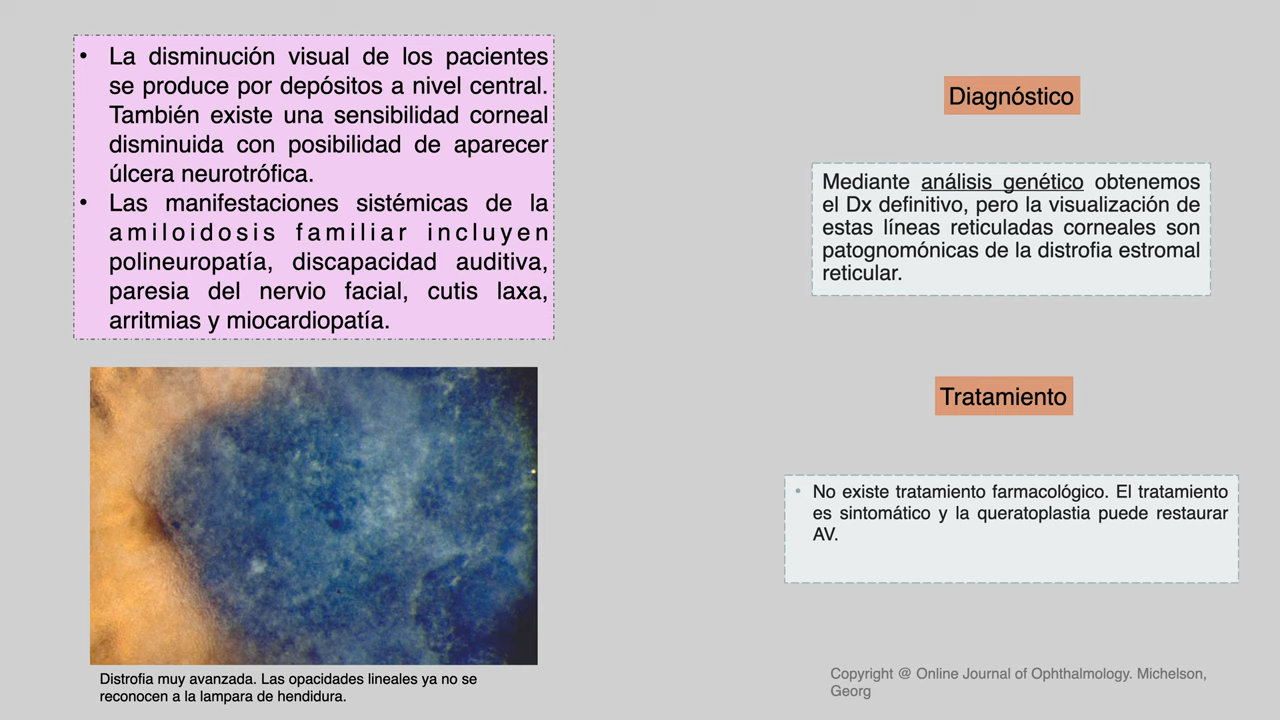 • La disminución visual de los pacientes
se produce por depósitos a nivel central.
También existe una sensibilidad corneal
disminuida con posibilidad de aparecer
úlcera neurotrófica.
• Las manifestaciones sistémicas de la
amiloidosis familiar incluyen
polineuropatía, discapacidad auditiva,
paresia del nervio facial, cutis laxa,
arritmias y miocardiopatía.
Distrofia muy avanzada. Las opacidades lineales ya no se
reconocen a la lampara de hendidura.
Diagnóstico
Mediante análisis genético obtenemos
el Dx definitivo, pero la visualización de
estas líneas reticuladas corneales son
patognomónicas de la distrofia estromal
reticular.
Tratamiento
• No existe tratamiento farmacológico. El tratamiento
es sintomático y la queratoplastia puede restaurar
AV.
Copyright @ Online Journal of Ophthalmology. Michelson,
Georg